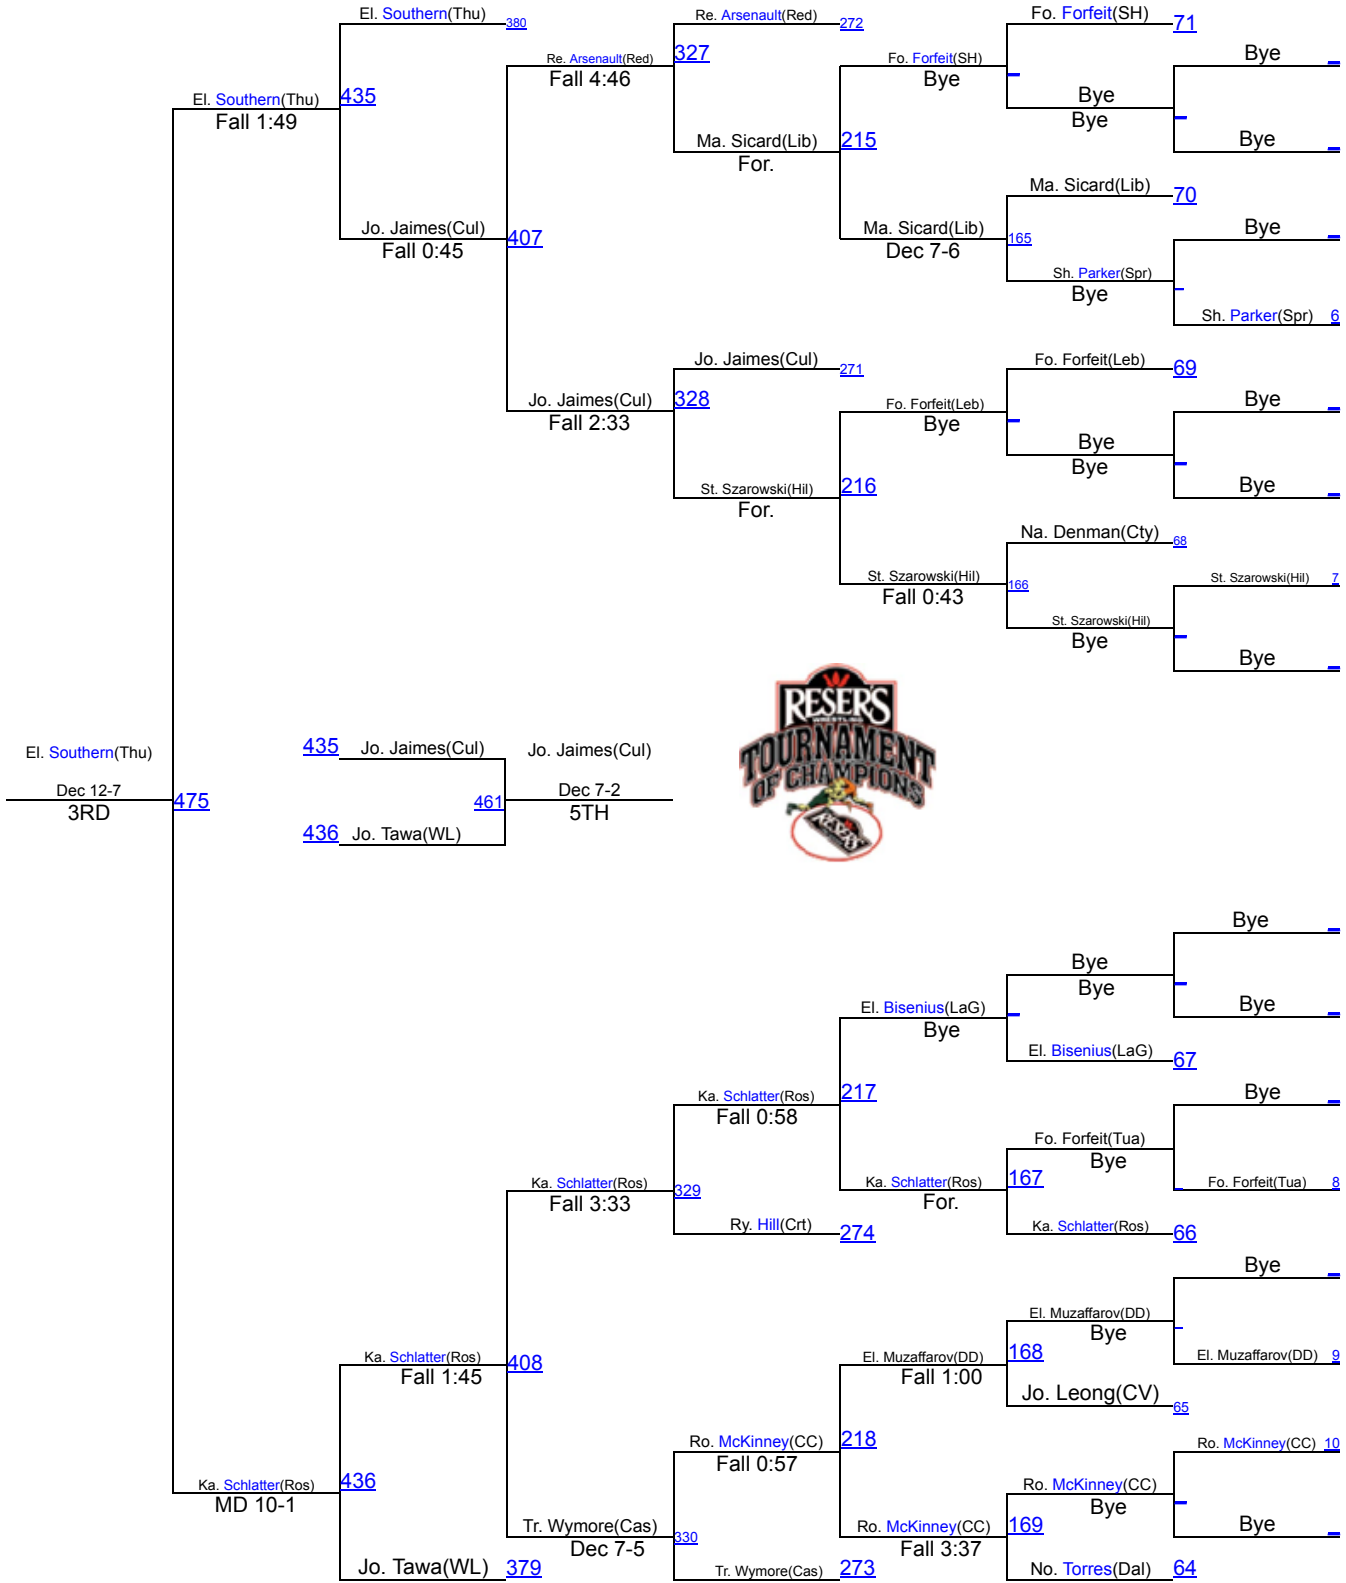 El. Southern(Thu)
380
Re. Arsenault(Red)
272
Fo. Forfeit(SH)
71
Bye
Re. Arsenault(Red)
327
Fall 4:46
Fo. Forfeit(SH)
Bye
El. Southern(Thu)
435
Fall 1:49
Bye
Bye
Ma. Sicard(Lib)
215
For.
Bye
Ma. Sicard(Lib)
70
Jo. Jaimes(Cul)
407
Fall 0:45
Ma. Sicard(Lib)
165
Dec 7-6
Bye
Sh. Parker(Spr)
Bye
Sh. Parker(Spr) 6
Jo. Jaimes(Cul)
271
Fo. Forfeit(Leb)
69
Jo. Jaimes(Cul)
328
Fall 2:33
Fo. Forfeit(Leb)
Bye
Bye
Bye
Bye
St. Szarowski(Hil)
216
For.
Bye
Na. Denman(Cty)
68
St. Szarowski(Hil)
166
Fall 0:43
St. Szarowski(Hil) 7
St. Szarowski(Hil)
Bye
Bye
RESER'S
WRESTLING
TOURNAMENT
OF CHAMPIONS
RESER'S
El. Southern(Thu)
Dec 12-7
475
3RD
435 Jo. Jaimes(Cul)
Jo. Jaimes(Cul)
461
Dec 7-2
5TH
436 Jo. Tawa(WL)
Bye
Bye
Bye
Bye
El. Bisenius(LaG)
Bye
El. Bisenius(LaG)
67
Ka. Schlatter(Ros)
217
Fall 0:58
Bye
Fo. Forfeit(Tua)
Bye
Ka. Schlatter(Ros)
329
Fall 3:33
Ka. Schlatter(Ros)
167
For.
Fo. Forfeit(Tua) 8
Ry. Hill(Crt)
274
Ka. Schlatter(Ros)
66
Bye
El. Muzaffarov(DD)
Bye
Ka. Schlatter(Ros)
408
Fall 1:45
El. Muzaffarov(DD)
168
Fall 1:00
El. Muzaffarov(DD) 9
Jo. Leong(CV)
65
Ro. McKinney(CC)
218
Fall 0:57
Ro. McKinney(CC) 10
Ka. Schlatter(Ros)
436
MD 10-1
Ro. McKinney(CC)
Bye
Tr. Wymore(Cas)
330
Dec 7-5
Ro. McKinney(CC)
169
Fall 3:37
Bye
Jo. Tawa(WL)
379
Tr. Wymore(Cas)
273
No. Torres(Dal)
64